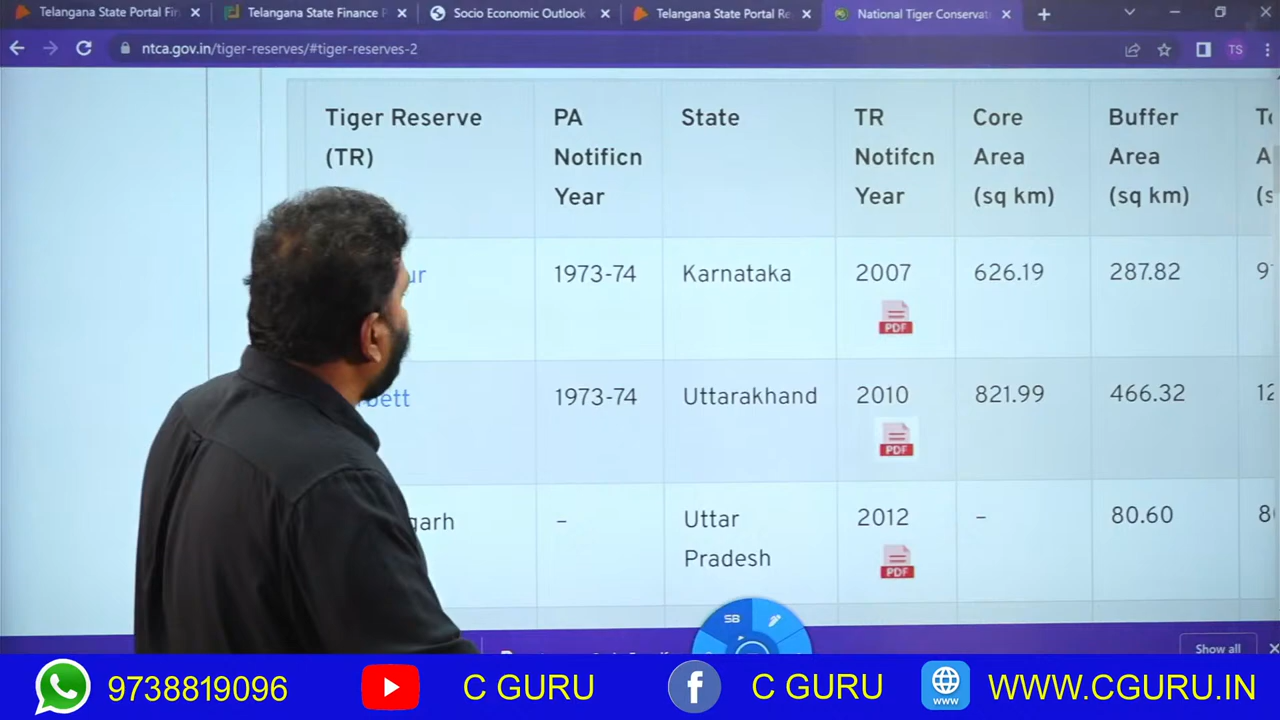 Telangana State Portal Fin
Telangana State Finance P
Socio Economic Outlook
Telangana State Portal Re
National Tiger Conservat
ntca.gov.in/tiger-reserves/#tiger-reserves-2
TS
Tiger Reserve (TR)
PA Notificn Year
State
TR Notifcn Year
Core Area (sq km)
Buffer Area (sq km)
ur
1973-74
Karnataka
2007
626.19
287.82
PDF
bett
1973-74
Uttarakhand
2010
821.99
466.32
12
PDF
garh
–
Uttar Pradesh
2012
–
80.60
PDF
SB
Show all
9738819096
C GURU
C GURU
www
WWW.CGURU.IN